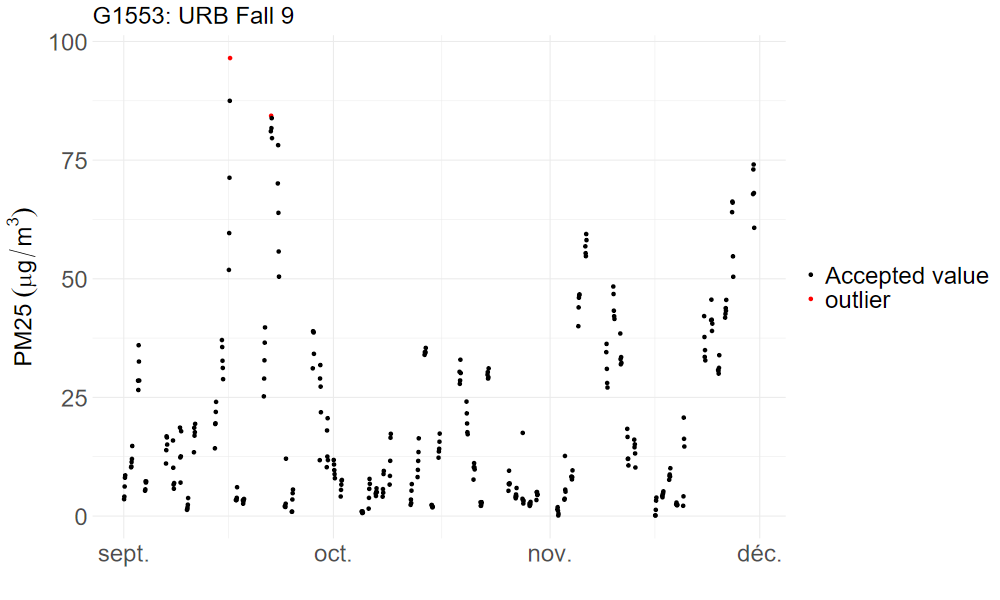 G1553: URB Fall 9
100
75
50
25
0
PM25 (μg/m³)
sept.
oct.
nov.
déc.
Accepted value
outlier